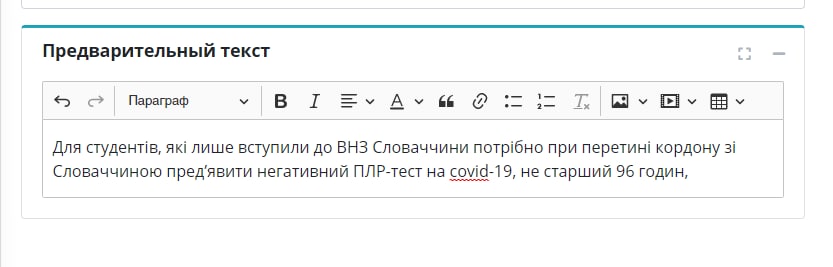 Предварительный текст
Параграф
B I A Tx
Для студентів, які лише вступили до ВНЗ Словаччини потрібно при перетині кордону зі
Словаччиною пред’явити негативний ПЛР-тест на covid-19, не старший 96 годин,